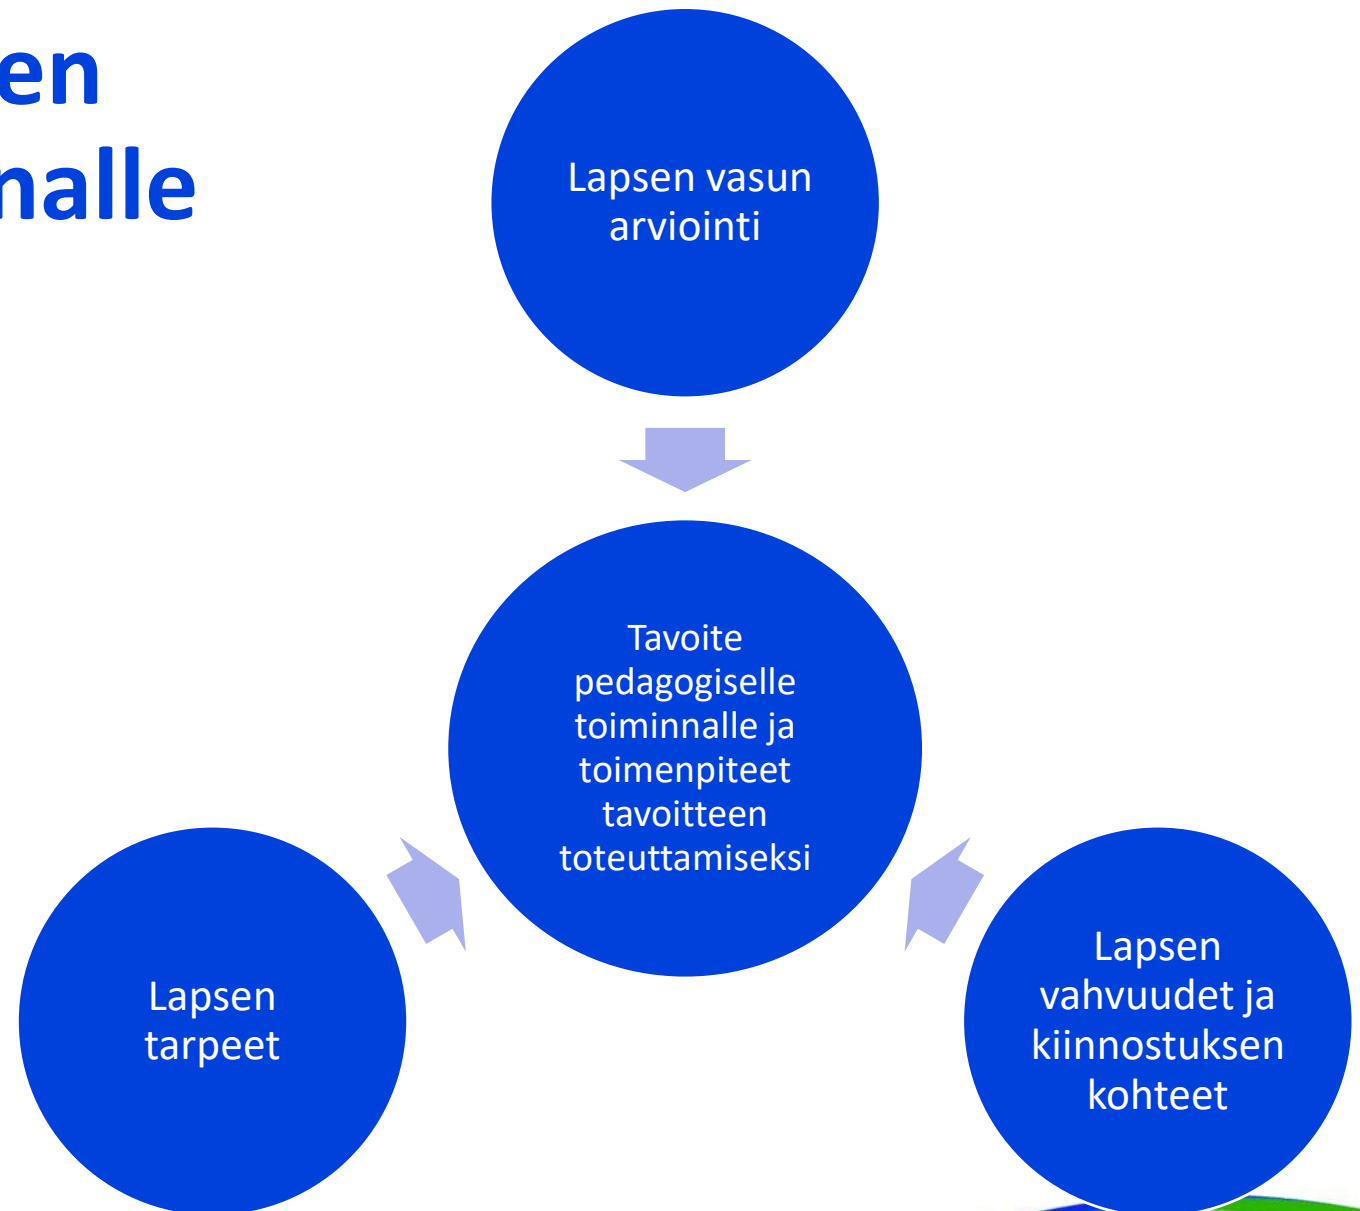 en
nalle
Lapsen vasun
arviointi
Tavoite
pedagogiselle
toiminnalle ja
toimenpiteet
tavoitteen
toteuttamiseksi
Lapsen
tarpeet
Lapsen
vahvuudet ja
kiinnostuksen
kohteet